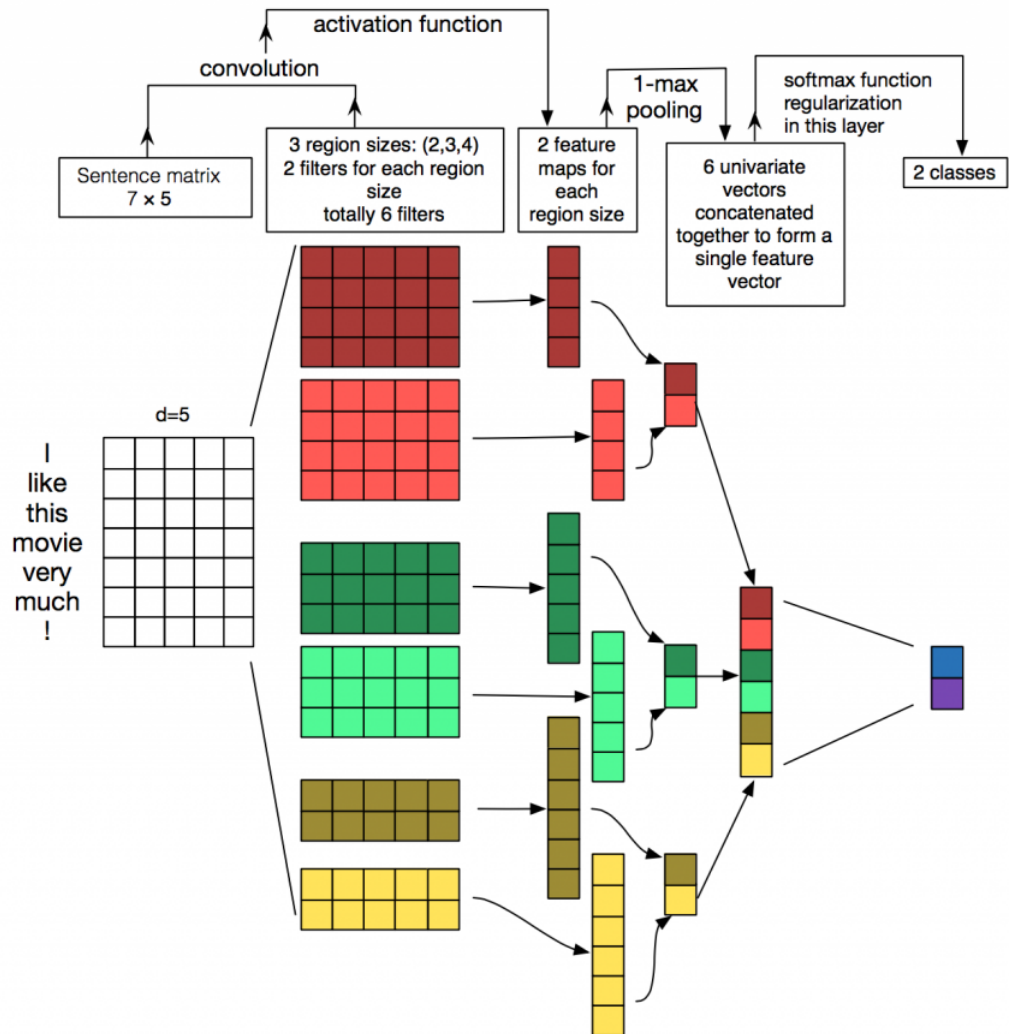 activation function
convolution
1-max
pooling
softmax function
regularization
in this layer
Sentence matrix
7 × 5
3 region sizes: (2,3,4)
2 filters for each region
size
totally 6 filters
2 feature
maps for
each
region size
6 univariate
vectors
concatenated
together to form a
single feature
vector
2 classes
d=5
I
like
this
movie
very
much
!